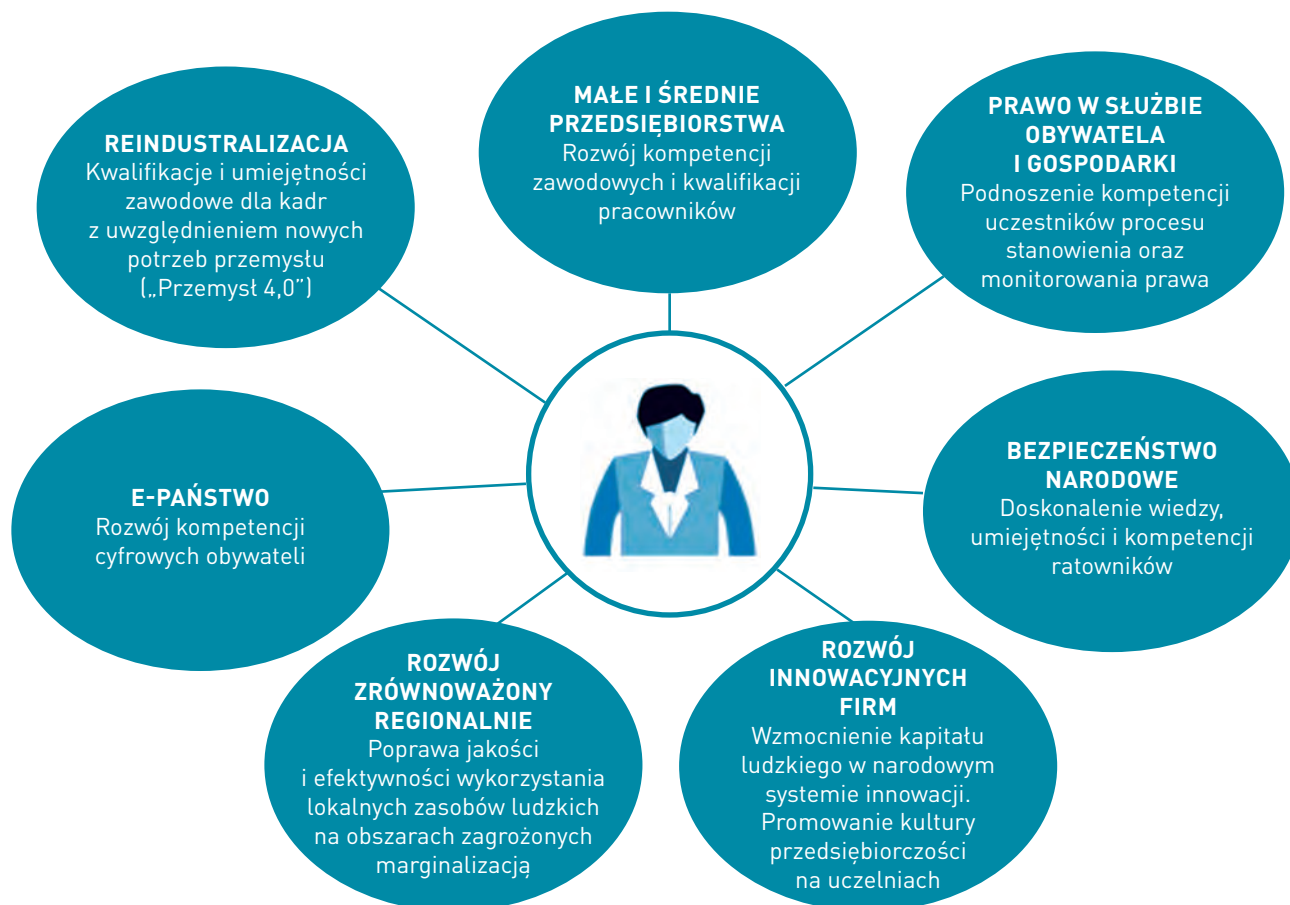 REINDUSTRALIZACJA
Kwalifikacje i umiejętności
zawodowe dla kadr
z uwzględnieniem nowych
potrzeb przemysłu
(„Przemysł 4,0”)
MAŁE I ŚREDNIE
PRZEDSIĘBIORSTWA
Rozwój kompetencji
zawodowych i kwalifikacji
pracowników
PRAWO W SŁUŻBIE
OBYWATELA
I GOSPODARKI
Podnoszenie kompetencji
uczestników procesu
stanowienia oraz
monitorowania prawa
E-PAŃSTWO
Rozwój kompetencji
cyfrowych obywateli
BEZPIECZEŃSTWO
NARODOWE
Doskonalenie wiedzy,
umiejętności i kompetencji
ratowników
ROZWÓJ
ZRÓWNOWAŻONY
REGIONALNIE
Poprawa jakości
i efektywności wykorzystania
lokalnych zasobów ludzkich
na obszarach zagrożonych
marginalizacją
ROZWÓJ
INNOWACYJNYCH
FIRM
Wzmocnienie kapitału
ludzkiego w narodowym
systemie innowacji.
Promowanie kultury
przedsiębiorczości
na uczelniach